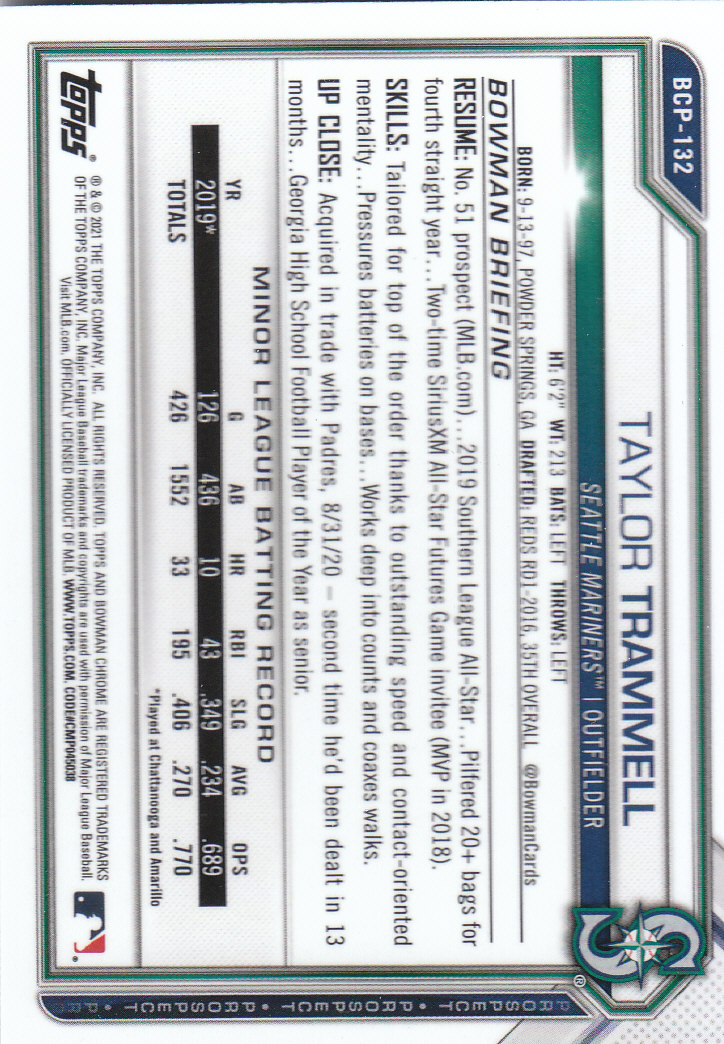 BCP-132
TAYLOR TRAMMELL
SEATTLE MARINERS™ | OUTFIELDER
HT: 6'2" WT: 213 BATS: LEFT THROWS: LEFT
BORN: 9-13-97, POWDER SPRINGS, GA DRAFTED: REDS RD1-2016, 35TH OVERALL @BowmanCards
BOWMAN BRIEFING
RESUME: No. 51 prospect (MLB.com)...2019 Southern League All-Star...Pilfered 20+ bags for
fourth straight year...Two-time SiriusXM All-Star Futures Game invitee (MVP in 2018).
SKILLS: Tailored for top of the order thanks to outstanding speed and contact-oriented
mentality...Pressures batteries on bases...Works deep into counts and coaxes walks.
UP CLOSE: Acquired in trade with Padres, 8/31/20 – second time he'd been dealt in 13
months...Georgia High School Football Player of the Year as senior.
MINOR LEAGUE BATTING RECORD
YR G AB HR RBI SLG AVG OPS
2019* 126 436 10 43 .349 .234 .689
TOTALS 426 1552 33 195 .406 .270 .770
*Played at Chattanooga and Amarillo
topps®
® & © 2021 THE TOPPS COMPANY, INC. ALL RIGHTS RESERVED. TOPPS AND BOWMAN CHROME ARE REGISTERED TRADEMARKS
OF THE TOPPS COMPANY, INC. Major League Baseball trademarks and copyrights are used with permission of Major League Baseball.
Visit MLB.com. OFFICIALLY LICENSED PRODUCT OF MLB. WWW.TOPPS.COM. CODE#CMP045038
S
®
®
PROSPECT • PROSPECT • PROSPECT • PR